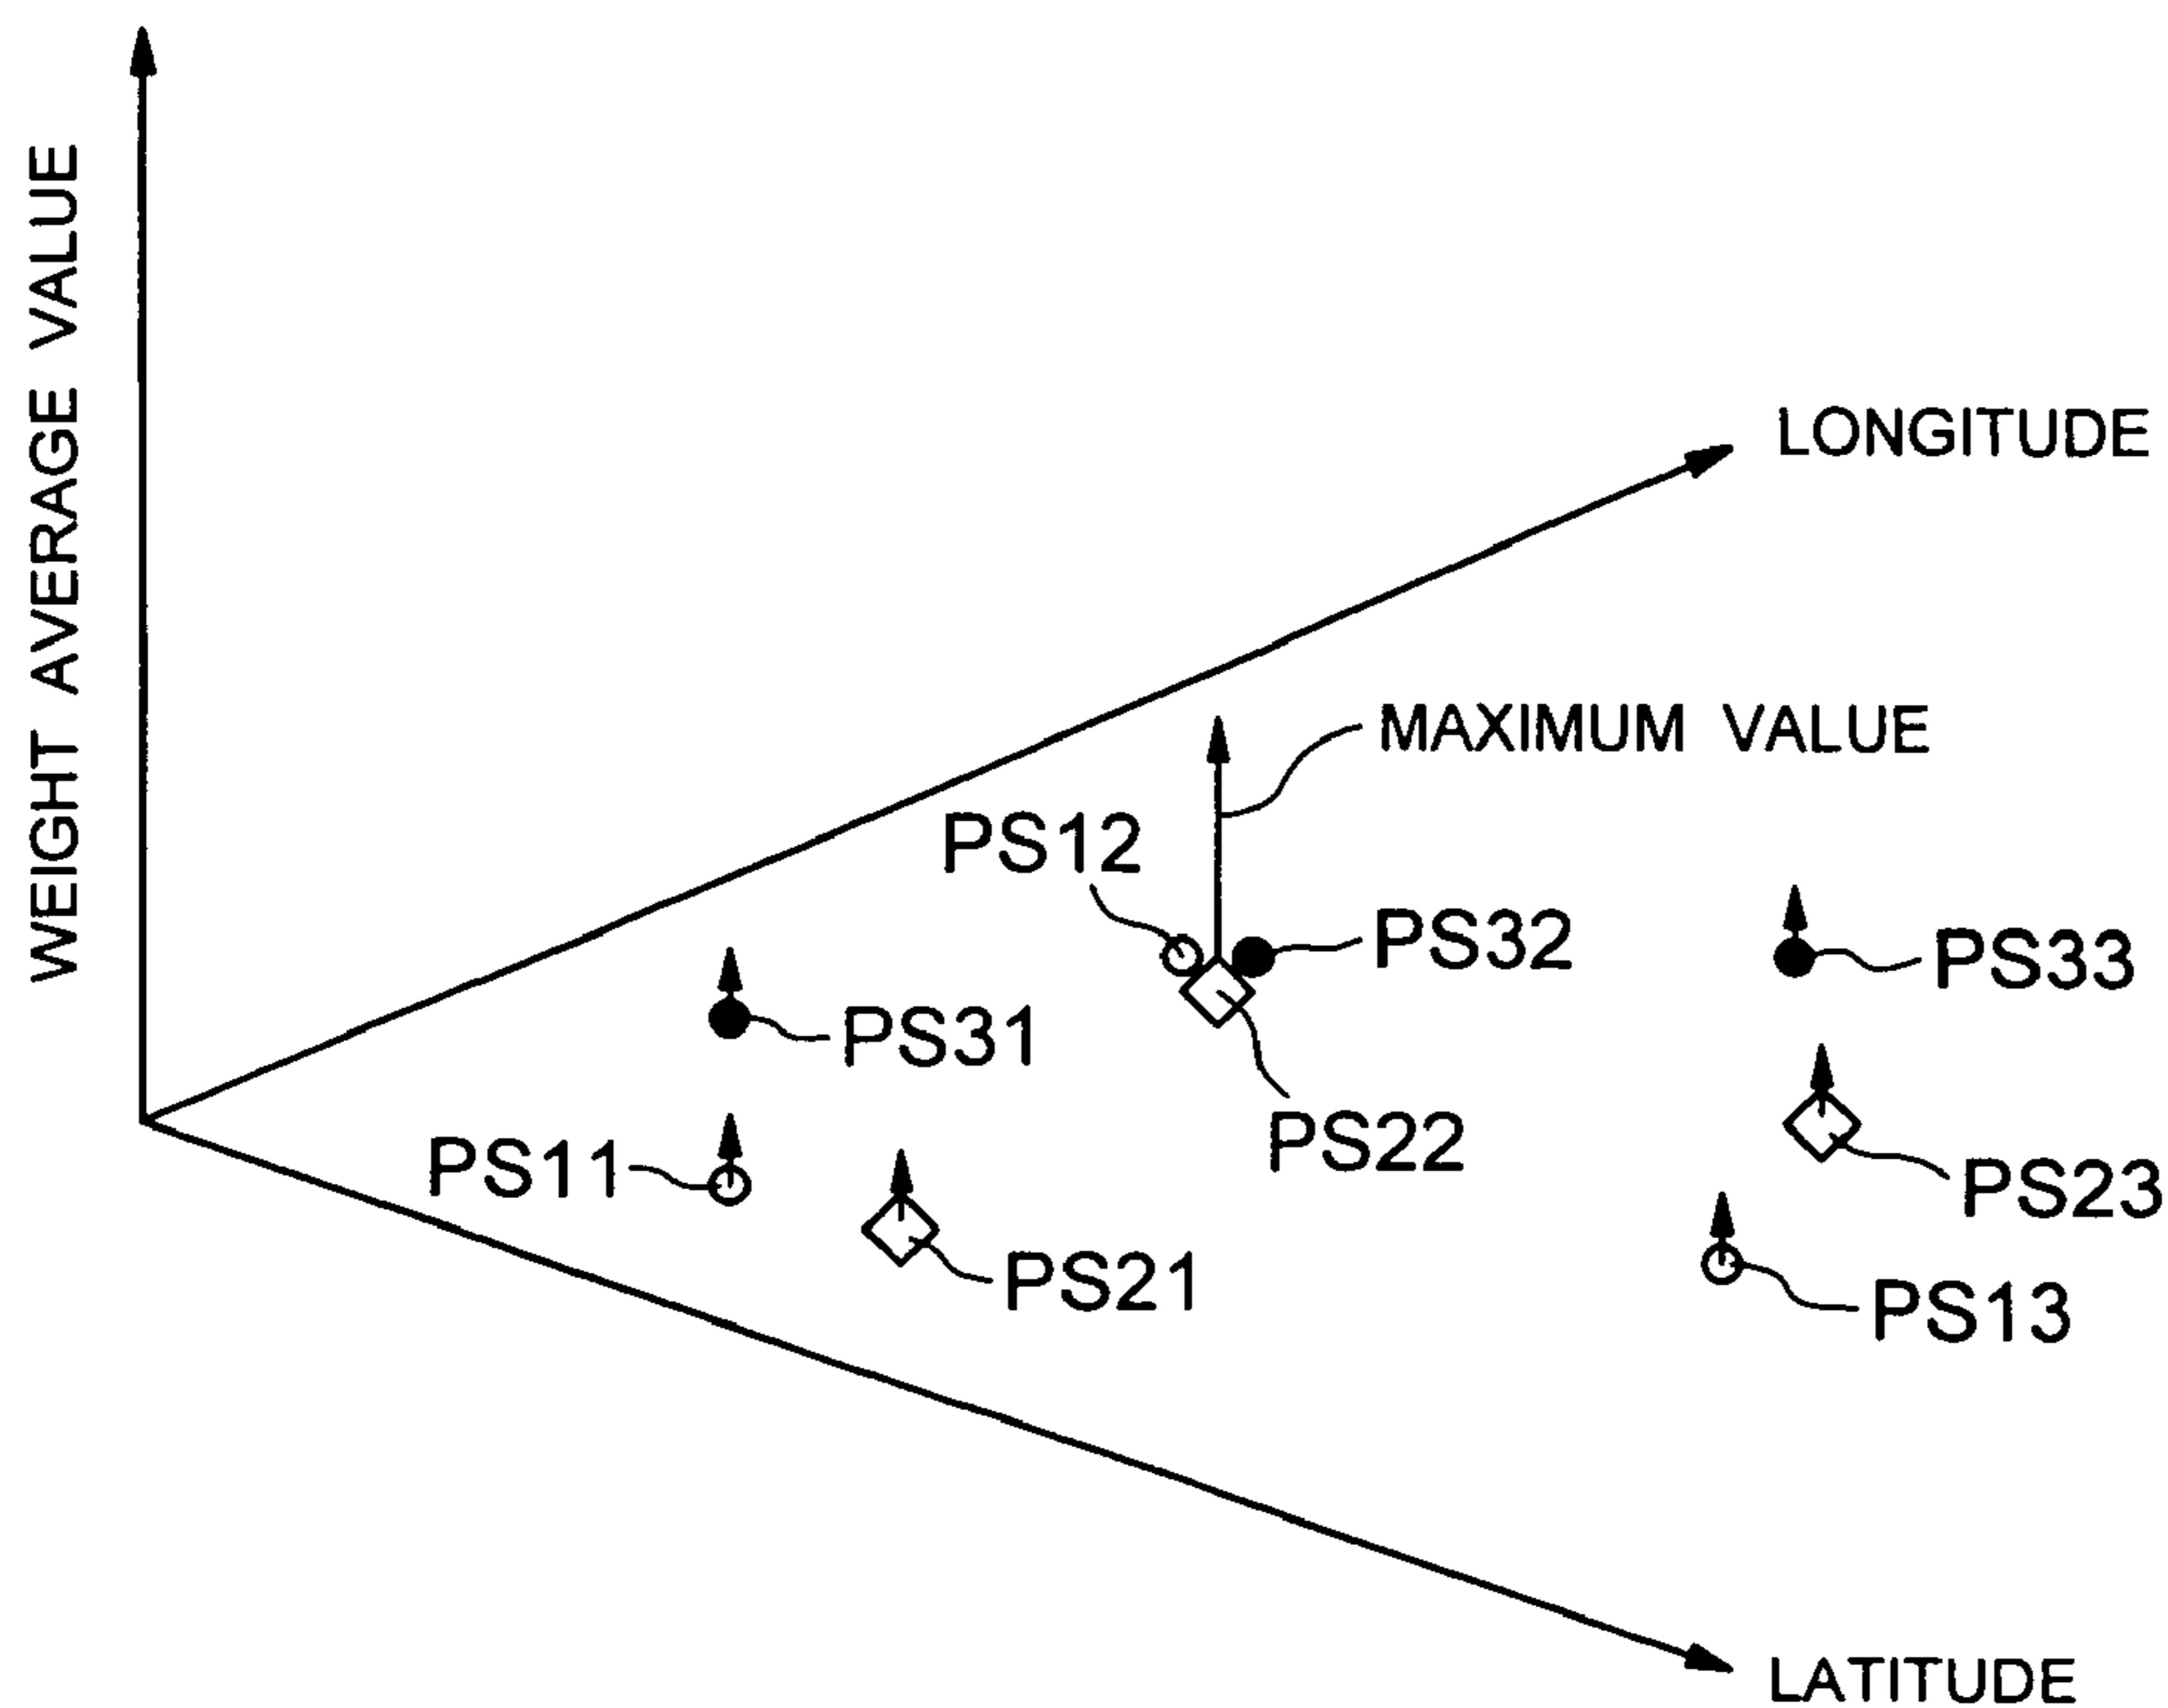 WEIGHT AVERAGE VALUE
LONGITUDE
MAXIMUM VALUE
PS12
PS32
PS33
PS31
PS22
PS11
PS23
PS21
PS13
LATITUDE